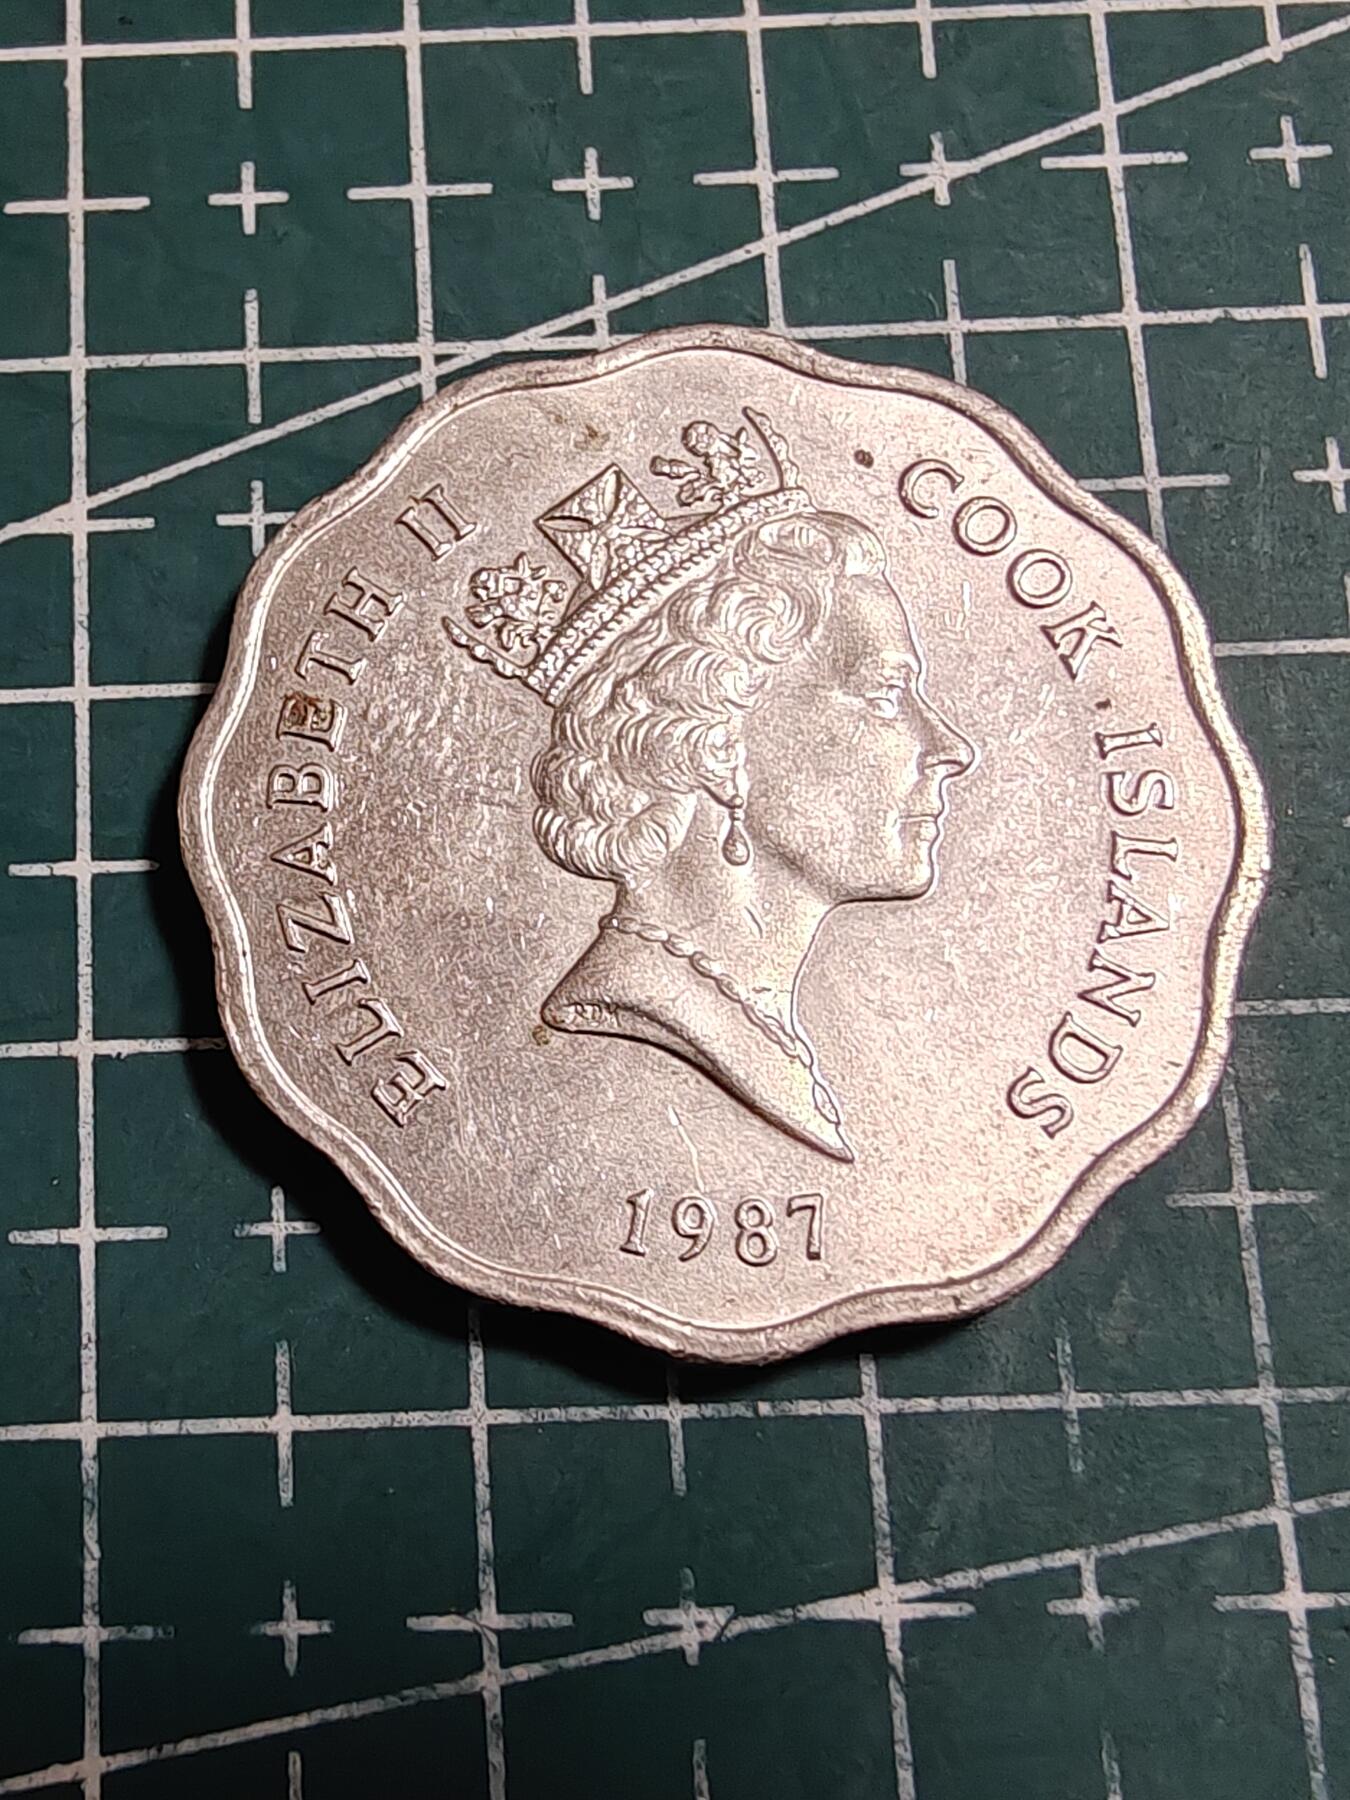 ELIZABETH II
COOK ISLANDS
1987
RDM